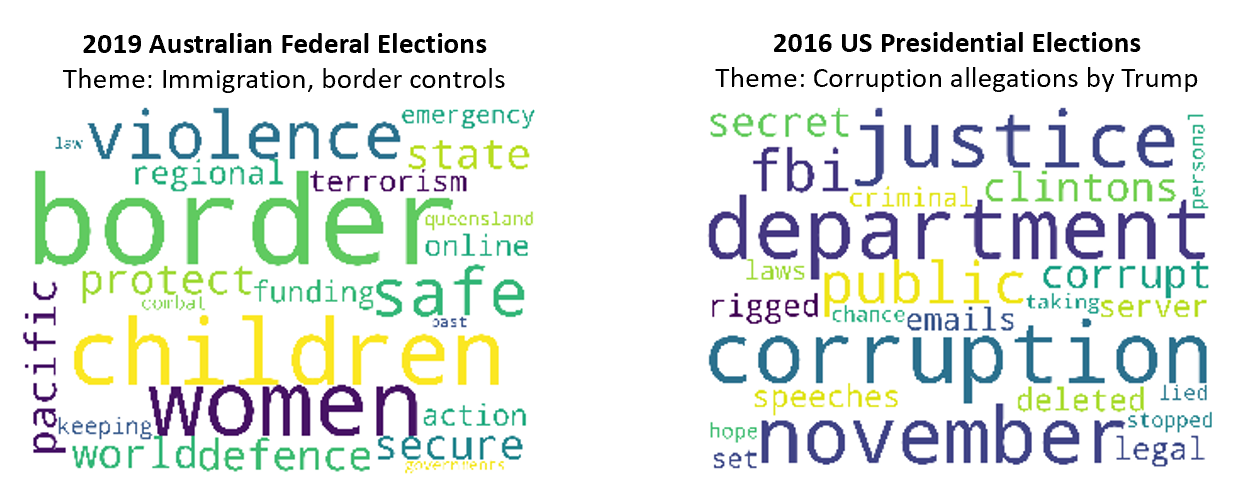 2019 Australian Federal Elections
Theme: Immigration, border controls
emergency
violence
law
state
regional
terrorism
border
queensland
online
protect
funding
safe
combat
past
pacific
children
women
action
keeping
world
defence
secure
governments
2016 US Presidential Elections
Theme: Corruption allegations by Trump
secret
justice
personal
fbi
criminal
clintons
department
laws
public
corrupt
rigged
taking
server
chance
emails
corruption
speeches
deleted
lied
hope
november
stopped
set
legal